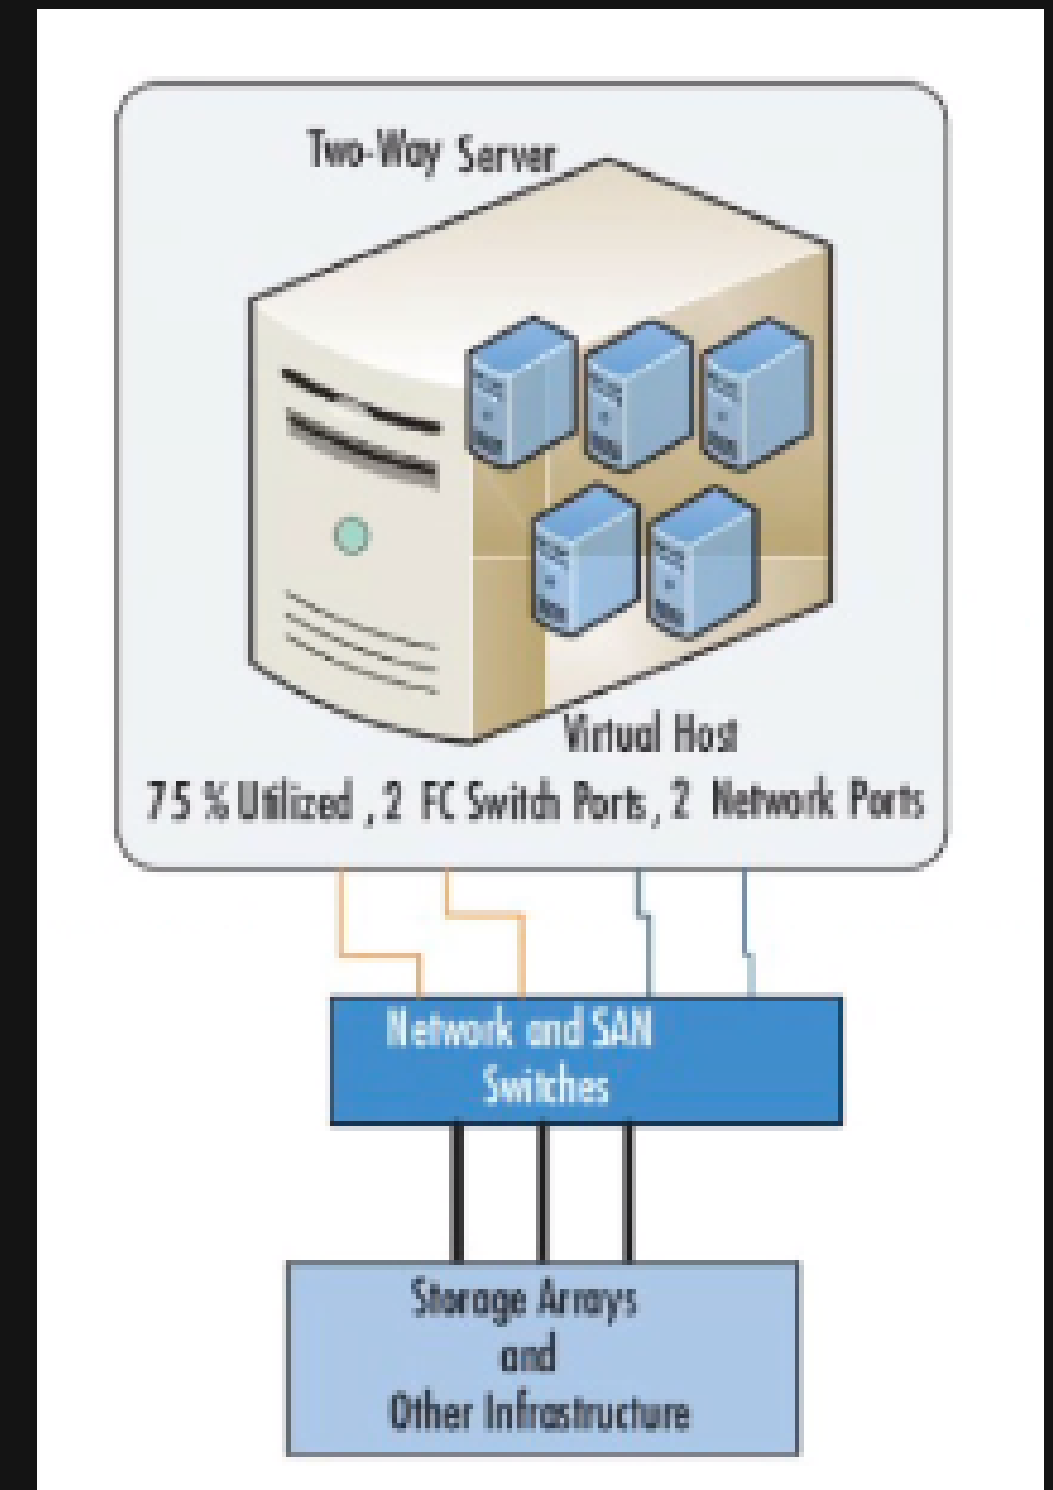 Two-Way Server
Virtual Host
75 % Utilized , 2 FC Switch Ports, 2 Network Ports
Network and SAN
Switches
Storage Arrays
and
Other Infrastructure